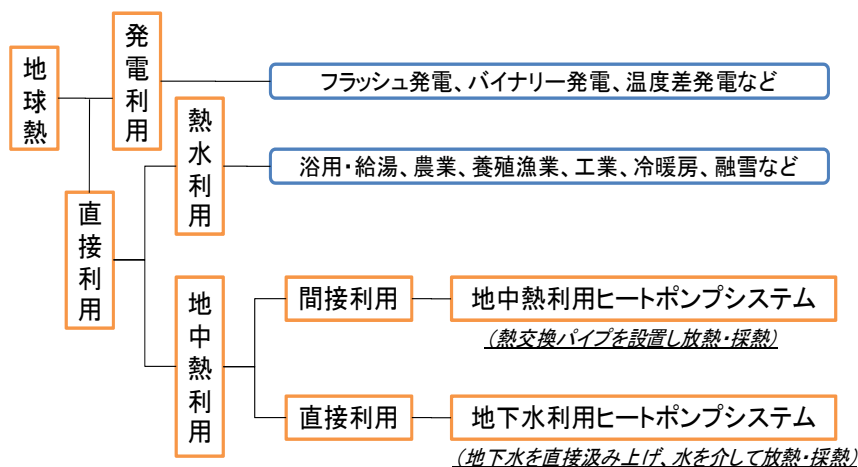 地球熱
発電利用
フラッシュ発電、バイナリー発電、温度差発電など
直接利用
熱水利用
浴用・給湯、農業、養殖漁業、工業、冷暖房、融雪など
地中熱利用
間接利用
地中熱利用ヒートポンプシステム
(熱交換パイプを設置し放熱・採熱)
直接利用
地下水利用ヒートポンプシステム
(地下水を直接汲み上げ、水を介して放熱・採熱)